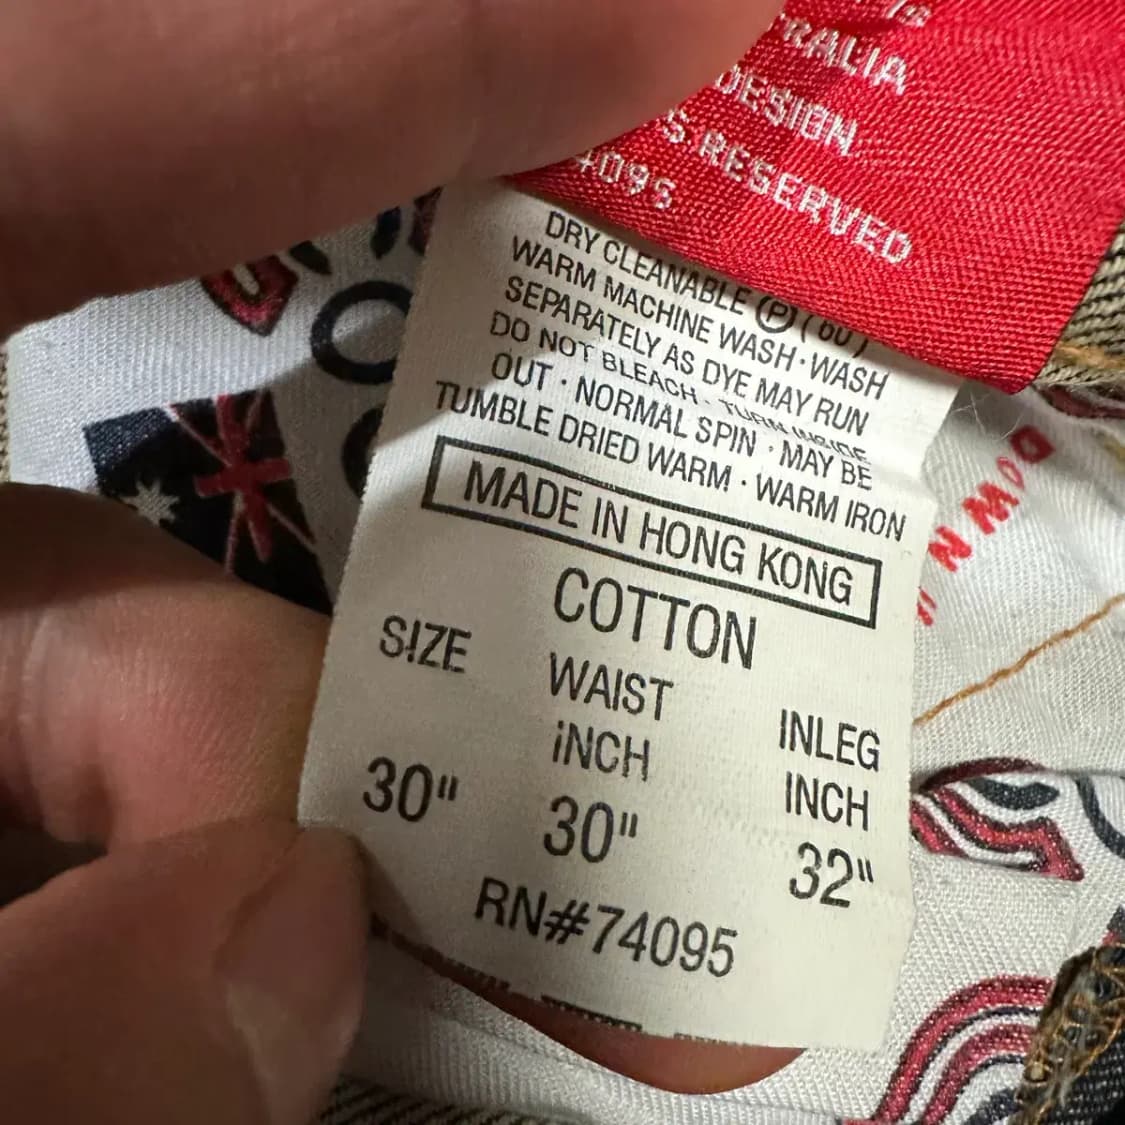 RALIA
DESIGN
S RESERVED
4095
DRY CLEANABLE Ⓟ (60)
WARM MACHINE WASH·WASH
SEPARATELY AS DYE MAY RUN
DO NOT BLEACH · TURN INSIDE
OUT · NORMAL SPIN · MAY BE
TUMBLE DRIED WARM · WARM IRON
MADE IN HONG KONG
COTTON
SIZE WAIST INLEG
INCH INCH
30" 30" 32"
RN#74095
DOWN